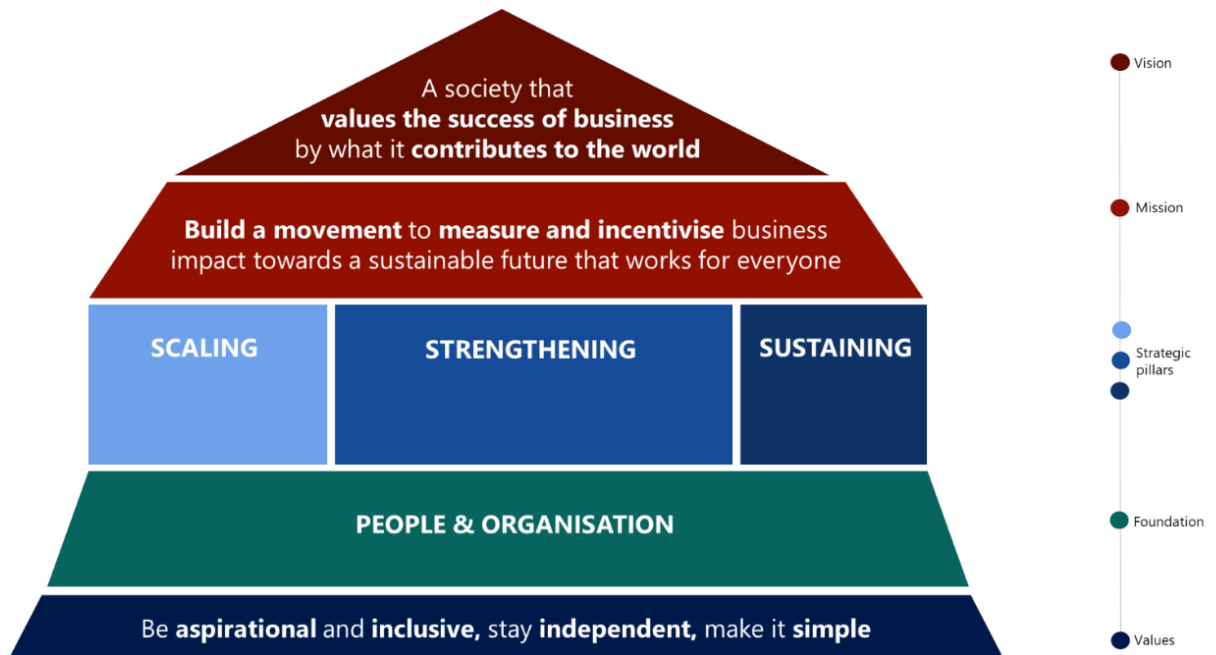 A society that
values the success of business
by what it contributes to the world
Vision
Build a movement to measure and incentivise business
impact towards a sustainable future that works for everyone
Mission
SCALING
STRENGTHENING
SUSTAINING
Strategic
pillars
PEOPLE & ORGANISATION
Foundation
Be aspirational and inclusive, stay independent, make it simple
Values